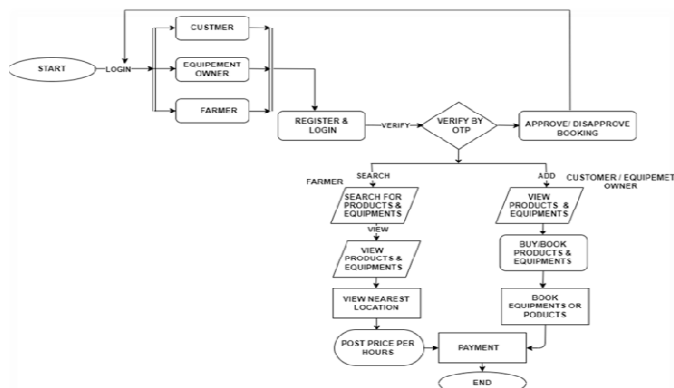 CUSTMER
START
LOGIN
EQUIPEMENT
OWNER
FARMER
REGISTER &
LOGIN
VERIFY
VERIFY BY
OTP
APPROVE/ DISAPPROVE
BOOKING
FARMER
SEARCH
ADD
CUSTOMER / EQUIPEMET
OWNER
SEARCH FOR
PRODUCTS &
EQUIPMENTS
VIEW
PRODUCTS &
EQUIPMENTS
VIEW
VIEW
PRODUCTS &
EQUIPMENTS
BUY/BOOK
PRODUCTS &
EQUIPMENTS
VIEW NEAREST
LOCATION
BOOK
EQUIPMENTS OR
PODUCTS
POST PRICE PER
HOURS
PAYMENT
END